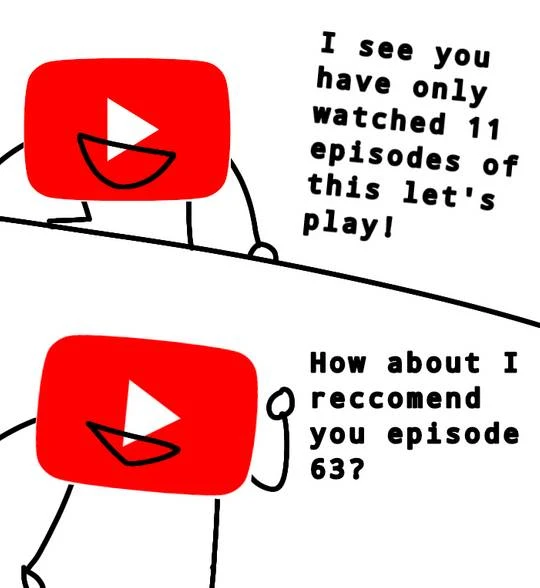 I see you
have only
watched 11
episodes of
this let's
play!
How about I
reccomend
you episode
63?